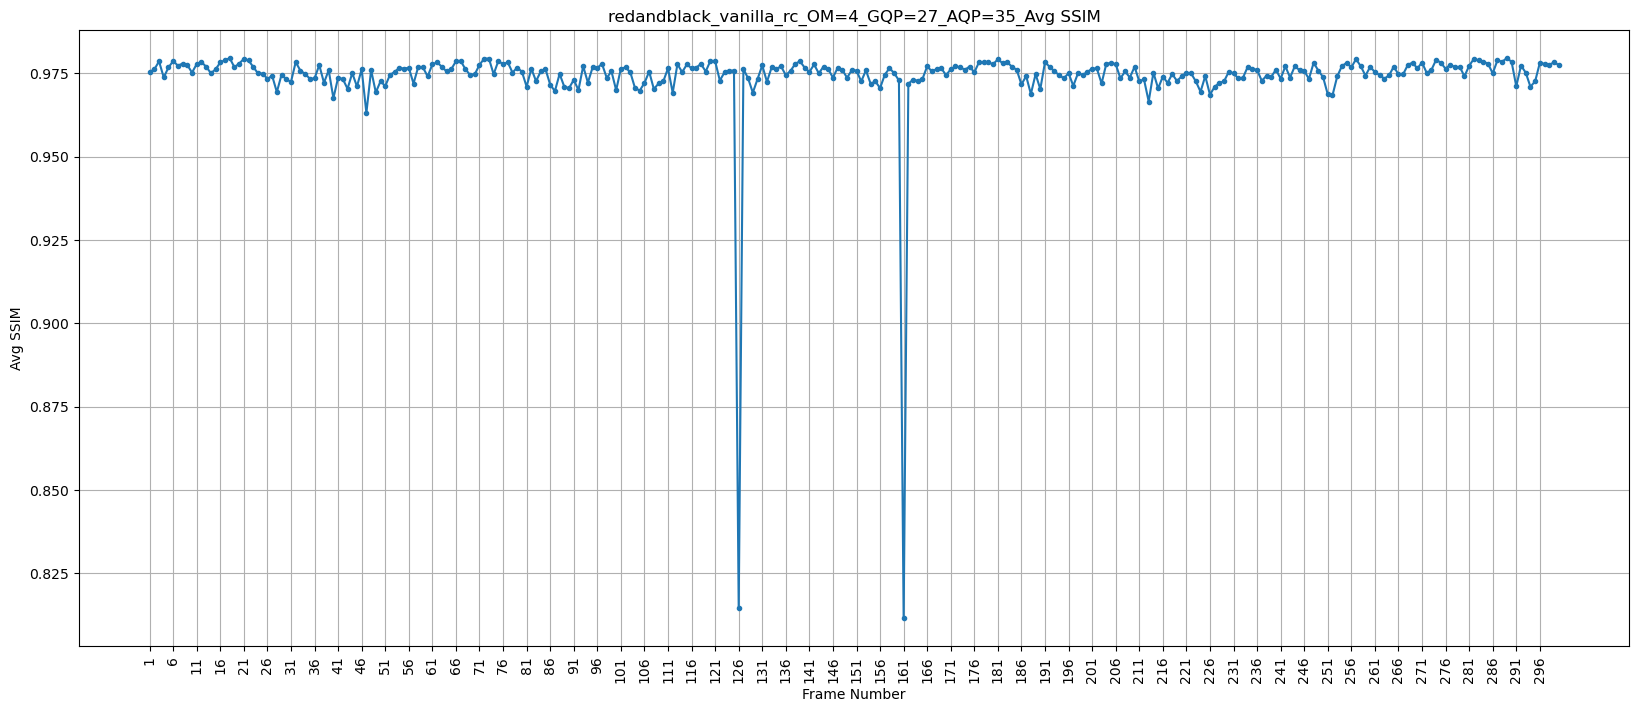 redandblack_vanilla_rc_OM=4_GQP=27_AQP=35_Avg SSIM
Avg SSIM
0.975
0.950
0.925
0.900
0.875
0.850
0.825
1 6 11 16 21 26 31 36 41 46 51 56 61 66 71 76 81 86 91 96 101 106 111 116 121 126 131 136 141 146 151 156 161 166 171 176 181 186 191 196 201 206 211 216 221 226 231 236 241 246 251 256 261 266 271 276 281 286 291 296
Frame Number